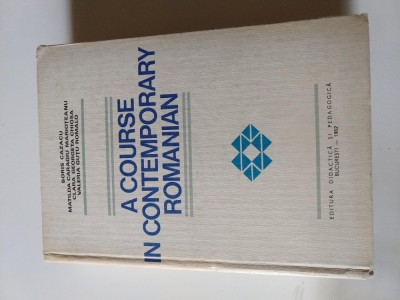 BORIS CAZACU
MATILDA CARAGIU MARIOȚEANU
CLARA GEORGETA CHIOSA
VALERIA GUȚU ROMALO
A COURSE
IN CONTEMPORARY
ROMANIAN
EDITURA DIDACTICĂ ȘI PEDAGOGICĂ
BUCUREȘTI — 1982